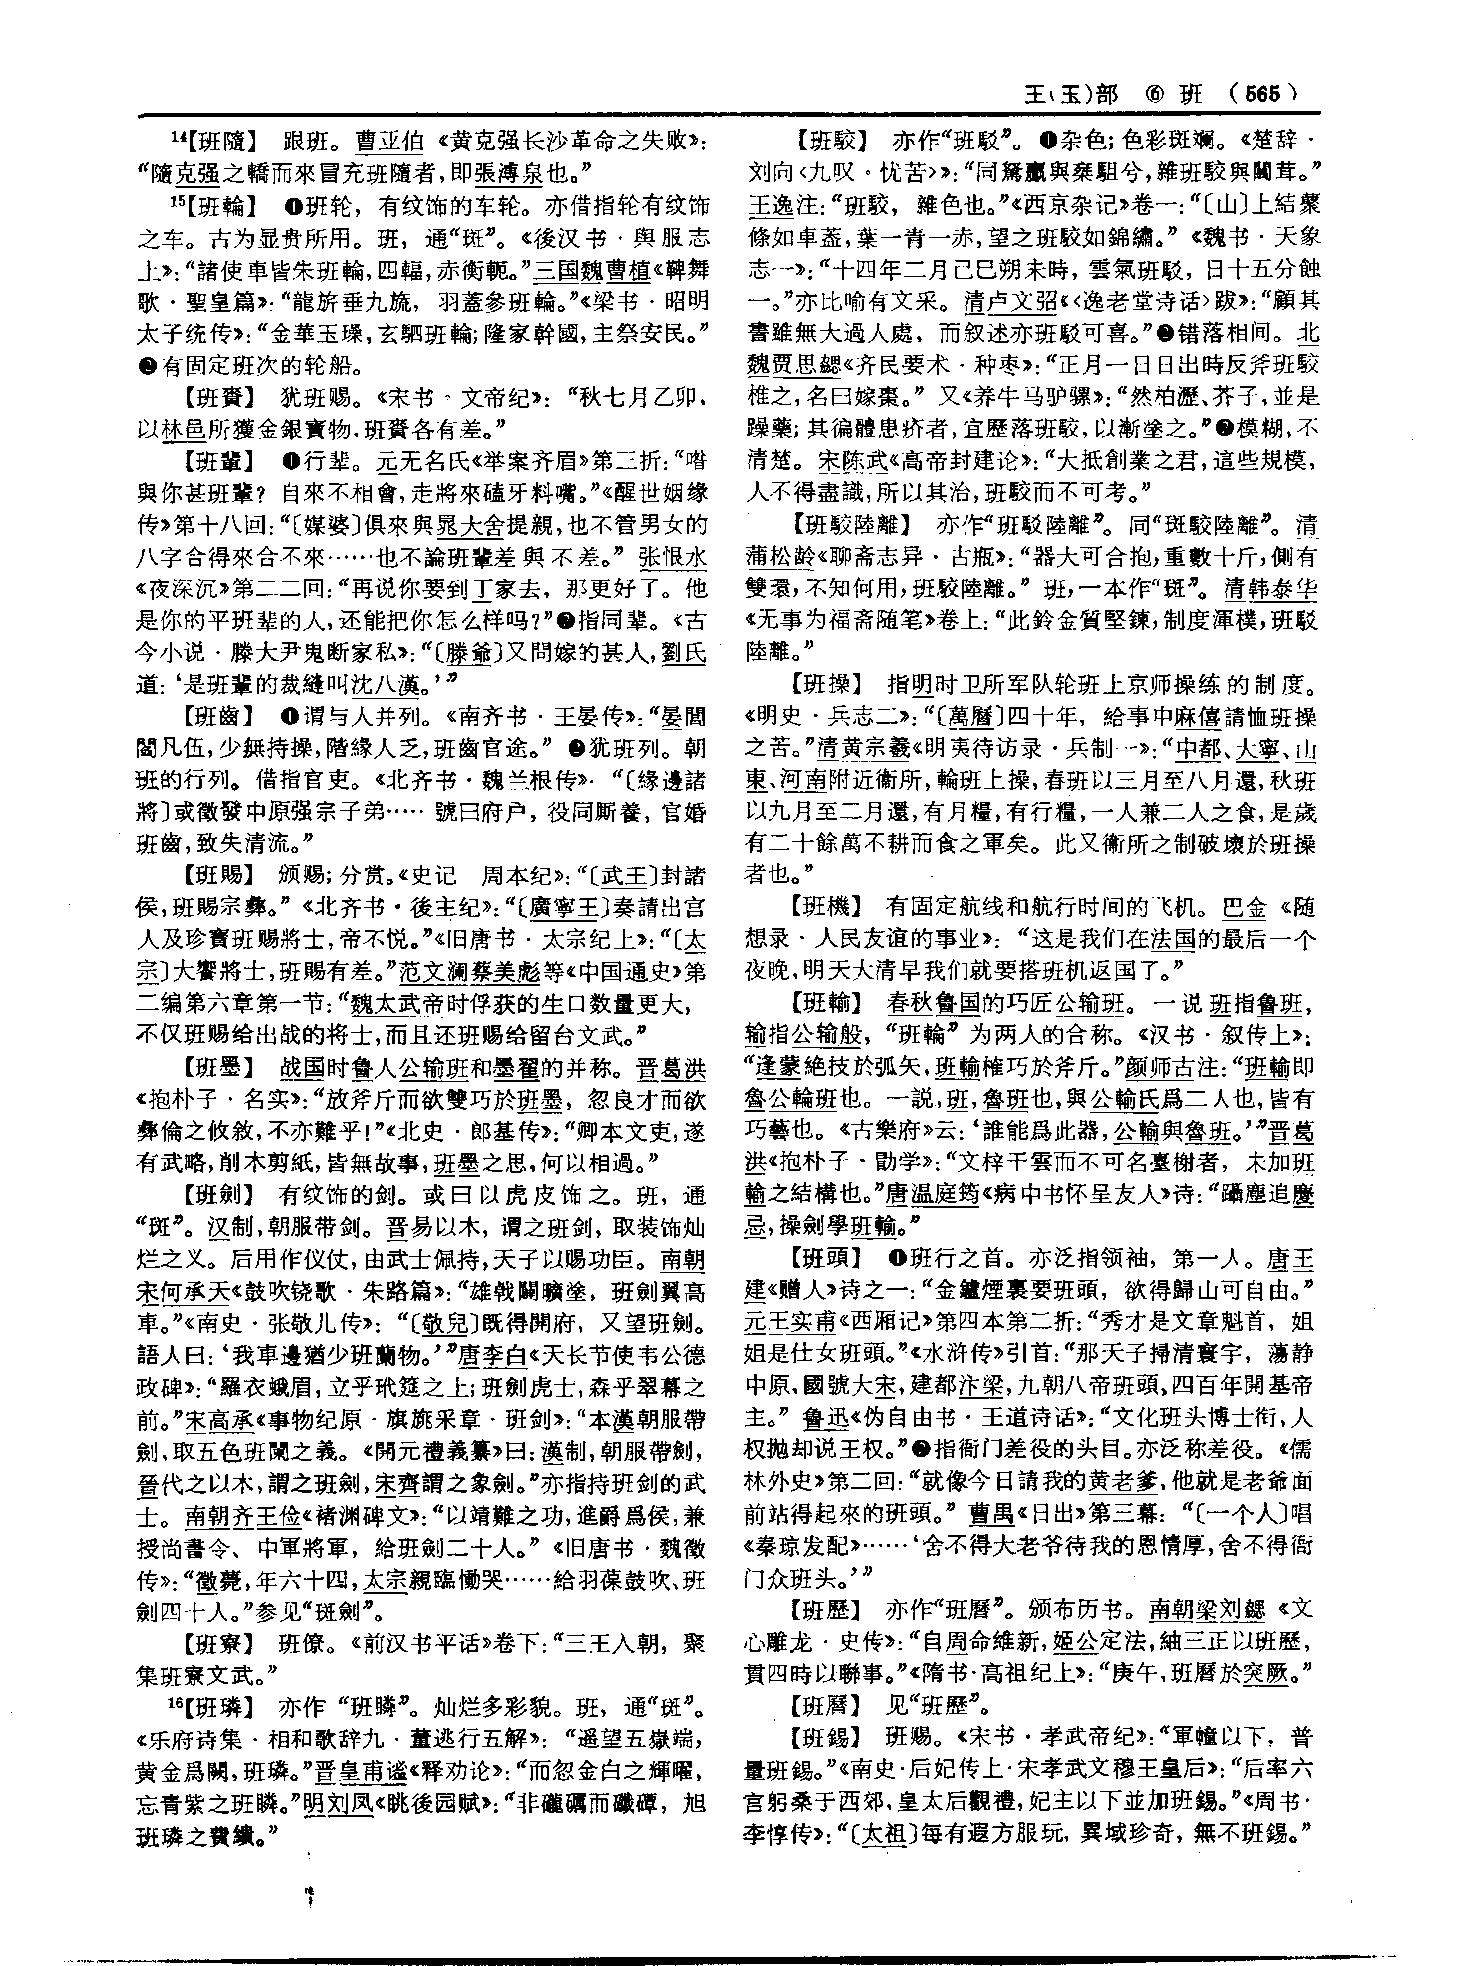 王(玉)部 ⑥ 班 (565)
¹⁴【班隨】 跟班。曹亚伯《黄克强长沙革命之失败》:
“隨克强之轎而來冒充班隨者,即張溥泉也。”
¹⁵【班輪】 ❶班轮,有纹饰的车轮。亦借指轮有纹饰
之车。古为显贵所用。班,通“斑”。《後汉书·舆服志
上》:“諸使車皆朱班輪,四輻,赤衡軛。”三国魏曹植《鞞舞
歌·聖皇篇》:“龍旂垂九旒,羽蓋參班輪。”《梁书·昭明
太子统传》:“金華玉璪,玄駟班輪;隆家幹國,主祭安民。”
❷有固定班次的轮船。
【班賚】 犹班赐。《宋书·文帝纪》:“秋七月乙卯,
以林邑所獲金銀寶物,班賚各有差。”
【班輩】 ❶行辈。元无名氏《举案齐眉》第三折:“喒
與你甚班輩?自來不相會,走將來磕牙料嘴。”《醒世姻缘
传》第十八回:“〔媒婆〕俱來與晁大舍提親,也不管男女的
八字合得來合不來……也不論班輩差與不差。”张恨水
《夜深沉》第二二回:“再说你要到丁家去,那更好了。他
是你的平班辈的人,还能把你怎么样吗?”❷指同辈。《古
今小说·滕大尹鬼断家私》:“〔滕爺〕又問嫁的甚人,劉氏
道:‘是班輩的裁縫叫沈八漢。’”
【班齒】 ❶谓与人并列。《南齐书·王晏传》:“晏閭
閻凡伍,少無持操,階緣人乏,班齒官途。”❷犹班列。朝
班的行列。借指官吏。《北齐书·魏兰根传》:“〔緣邊諸
將〕或徵發中原强宗子弟……號曰府户,役同厮養,官婚
班齒,致失清流。”
【班賜】 颁赐;分赏。《史记 周本纪》:“〔武王〕封諸
侯,班賜宗彝。”《北齐书·後主纪》:“〔廣寧王〕奏請出宫
人及珍寶班賜將士,帝不悦。”《旧唐书·太宗纪上》:“〔太
宗〕大饗將士,班賜有差。”范文澜蔡美彪等《中国通史》第
二编第六章第一节:“魏太武帝时俘获的生口数量更大,
不仅班赐给出战的将士,而且还班赐给留台文武。”
【班墨】 战国时鲁人公输班和墨翟的并称。晋葛洪
《抱朴子·名实》:“放斧斤而欲雙巧於班墨,忽良才而欲
彝倫之攸敘,不亦難乎!”《北史·郎基传》:“卿本文吏,遂
有武略,削木剪紙,皆無故事,班墨之思,何以相過。”
【班劍】 有纹饰的剑。或曰以虎皮饰之。班,通
“斑”。汉制,朝服带剑。晋易以木,谓之班剑,取装饰灿
烂之义。后用作仪仗,由武士佩持,天子以赐功臣。南朝
宋何承天《鼓吹铙歌·朱路篇》:“雄戟闢曠塗,班劍翼高
車。”《南史·张敬儿传》:“〔敬兒〕既得開府,又望班劍。
語人曰:‘我車邊猶少班蘭物。’”唐李白《天长节使韦公德
政碑》:“羅衣蛾眉,立乎玳筵之上;班劍虎士,森乎翠幕之
前。”宋高承《事物纪原·旗旐采章·班剑》:“本漢朝服帶
劍,取五色班闌之義。《開元禮義纂》曰:漢制,朝服帶劍,
晉代之以木,謂之班劍,宋齊謂之象劍。”亦指持班剑的武
士。南朝齐王俭《褚渊碑文》:“以靖難之功,進爵爲侯,兼
授尚書令、中軍將軍,給班劍二十人。”《旧唐书·魏徵
传》:“徵薨,年六十四,太宗親臨慟哭……給羽葆鼓吹、班
劍四十人。”参见“斑劍”。
【班寮】 班僚。《前汉书平话》卷下:“三王入朝,聚
集班寮文武。”
¹⁶【班璘】 亦作“班瞵”。灿烂多彩貌。班,通“斑”。
《乐府诗集·相和歌辞九·董逃行五解》:“遥望五嶽端,
黄金爲闕,班璘。”晋皇甫谧《释劝论》:“而忽金白之輝曜,
忘青紫之班瞵。”明刘凤《眺後园赋》:“非礲礪而磻磹,旭
班璘之賁繢。”
【班駮】 亦作“班駁”。❶杂色;色彩斑斓。《楚辞·
刘向〈九叹·忧苦〉》:“同駑驘與桀駔兮,雜班駮與闒茸。”
王逸注:“班駮,雜色也。”《西京杂记》卷一:“〔山〕上結藂
條如車蓋,葉一青一赤,望之班駮如錦繡。”《魏书·天象
志一》:“十四年二月己巳朔未時,雲氣班駁,日十五分蝕
一。”亦比喻有文采。清卢文弨《〈逸老堂诗话〉跋》:“顧其
書雖無大過人處,而叙述亦班駁可喜。”❷错落相间。北
魏贾思勰《齐民要术·种枣》:“正月一日日出時反斧班駮
椎之,名曰嫁棗。”又《养牛马驴骡》:“然柏瀝、芥子,並是
躁藥;其徧體患疥者,宜歷落班駮,以漸塗之。”❸模糊,不
清楚。宋陈武《高帝封建论》:“大抵創業之君,這些規模,
人不得盡識,所以其治,班駮而不可考。”
【班駮陸離】 亦作“班駁陸離”。同“斑駮陸離”。清
蒲松龄《聊斋志异·古瓶》:“器大可合抱,重數十斤,側有
雙環,不知何用,班駮陸離。”班,一本作“斑”。清韩泰华
《无事为福斋随笔》卷上:“此鈴金質堅鍊,制度渾樸,班駁
陸離。”
【班操】 指明时卫所军队轮班上京师操练的制度。
《明史·兵志二》:“〔萬曆〕四十年,給事中麻僖請恤班操
之苦。”清黄宗羲《明夷待访录·兵制一》:“中都、大寧、山
東、河南附近衞所,輪班上操,春班以三月至八月還,秋班
以九月至二月還,有月糧,有行糧,一人兼二人之食,是歲
有二十餘萬不耕而食之軍矣。此又衞所之制破壞於班操
者也。”
【班機】 有固定航线和航行时间的飞机。巴金《随
想录·人民友谊的事业》:“这是我们在法国的最后一个
夜晚,明天大清早我们就要搭班机返国了。”
【班輸】 春秋鲁国的巧匠公输班。一说班指鲁班,
输指公输般,“班輸”为两人的合称。《汉书·叙传上》:
“逢蒙絶技於弧矢,班輸榷巧於斧斤。”颜师古注:“班輸即
魯公輸班也。一説,班,魯班也,與公輸氏爲二人也,皆有
巧藝也。《古樂府》云:‘誰能爲此器,公輸與魯班。’”晋葛
洪《抱朴子·勖学》:“文梓干雲而不可名臺榭者,未加班
輸之結構也。”唐温庭筠《病中书怀呈友人》诗:“躡塵追慶
忌,操劍學班輸。”
【班頭】 ❶班行之首。亦泛指领袖,第一人。唐王
建《赠人》诗之一:“金鑪煙裏要班頭,欲得歸山可自由。”
元王实甫《西厢记》第四本第二折:“秀才是文章魁首,姐
姐是仕女班頭。”《水浒传》引首:“那天子掃清寰宇,蕩静
中原,國號大宋,建都汴梁,九朝八帝班頭,四百年開基帝
主。”鲁迅《伪自由书·王道诗话》:“文化班头博士衔,人
权抛却说王权。”❷指衙门差役的头目。亦泛称差役。《儒
林外史》第二回:“就像今日請我的黄老爹,他就是老爺面
前站得起來的班頭。”曹禺《日出》第三幕:“〔一个人〕唱
《秦琼发配》……‘舍不得大老爷待我的恩情厚,舍不得衙
门众班头。’”
【班歷】 亦作“班曆”。颁布历书。南朝梁刘勰《文
心雕龙·史传》:“自周命維新,姬公定法,紬三正以班歷,
貫四時以聯事。”《隋书·高祖纪上》:“庚午,班曆於突厥。”
【班曆】 见“班歷”。
【班錫】 班赐。《宋书·孝武帝纪》:“軍幢以下,普
量班錫。”《南史·后妃传上·宋孝武文穆王皇后》:“后率六
宫躬桑于西郊,皇太后觀禮,妃主以下並加班錫。”《周书·
李惇传》:“〔太祖〕每有遐方服玩,異域珍奇,無不班錫。”